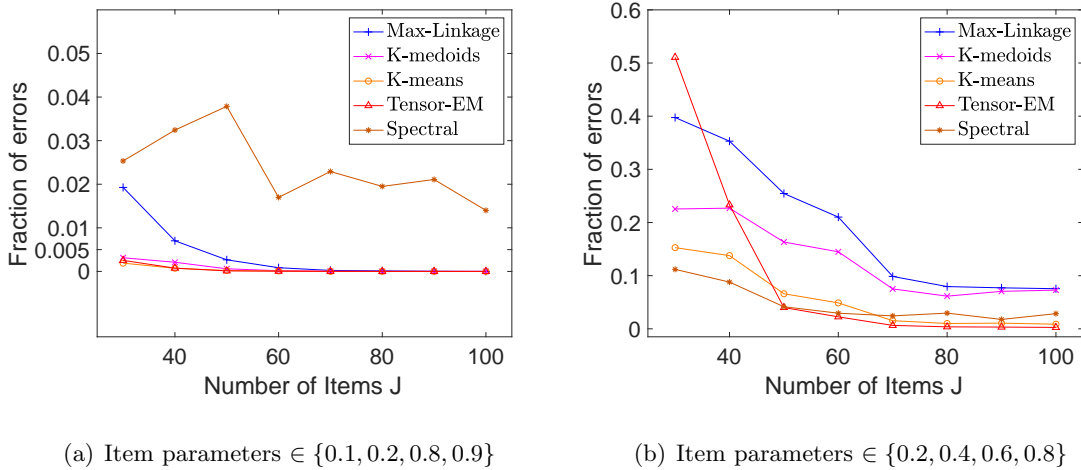 0.05
0.04
0.03
0.02
0.01
0.005
0
Fraction of errors
40
60
80
100
Number of Items J
Max-Linkage
K-medoids
K-means
Tensor-EM
Spectral
(a) Item parameters ∈ {0.1, 0.2, 0.8, 0.9}
0.6
0.5
0.4
0.3
0.2
0.1
0
Fraction of errors
40
60
80
100
Number of Items J
Max-Linkage
K-medoids
K-means
Tensor-EM
Spectral
(b) Item parameters ∈ {0.2, 0.4, 0.6, 0.8}